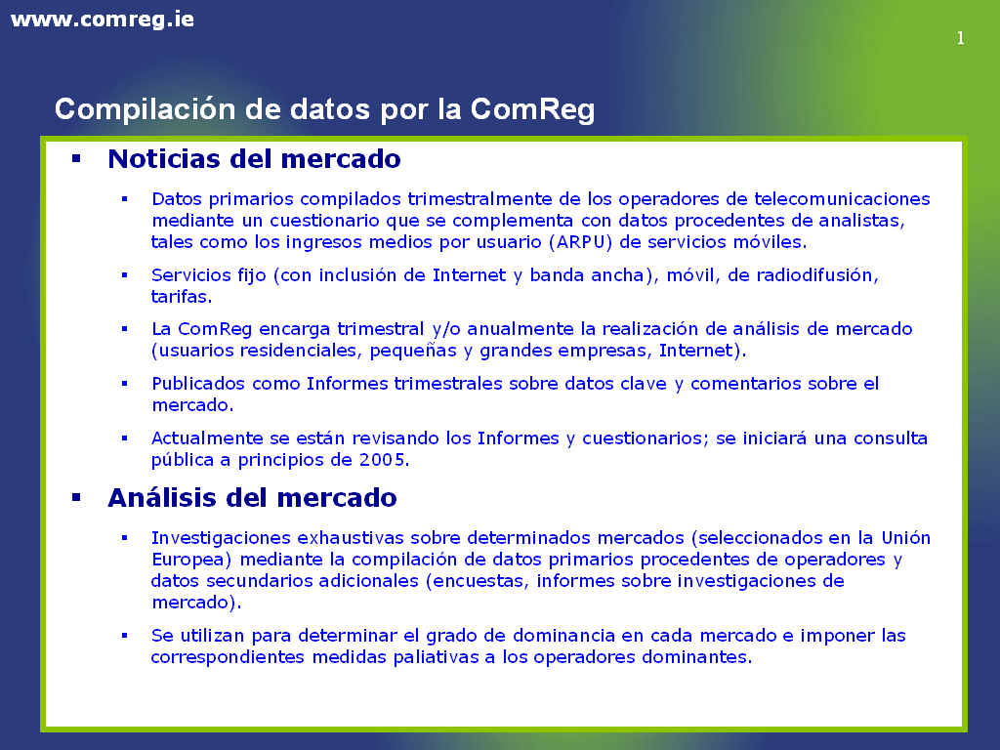 www.comreg.ie
1
Compilación de datos por la ComReg
▪ Noticias del mercado
▪ Datos primarios compilados trimestralmente de los operadores de telecomunicaciones
mediante un cuestionario que se complementa con datos procedentes de analistas,
tales como los ingresos medios por usuario (ARPU) de servicios móviles.
▪ Servicios fijo (con inclusión de Internet y banda ancha), móvil, de radiodifusión,
tarifas.
▪ La ComReg encarga trimestral y/o anualmente la realización de análisis de mercado
(usuarios residenciales, pequeñas y grandes empresas, Internet).
▪ Publicados como Informes trimestrales sobre datos clave y comentarios sobre el
mercado.
▪ Actualmente se están revisando los Informes y cuestionarios; se iniciará una consulta
pública a principios de 2005.
▪ Análisis del mercado
▪ Investigaciones exhaustivas sobre determinados mercados (seleccionados en la Unión
Europea) mediante la compilación de datos primarios procedentes de operadores y
datos secundarios adicionales (encuestas, informes sobre investigaciones de
mercado).
▪ Se utilizan para determinar el grado de dominancia en cada mercado e imponer las
correspondientes medidas paliativas a los operadores dominantes.